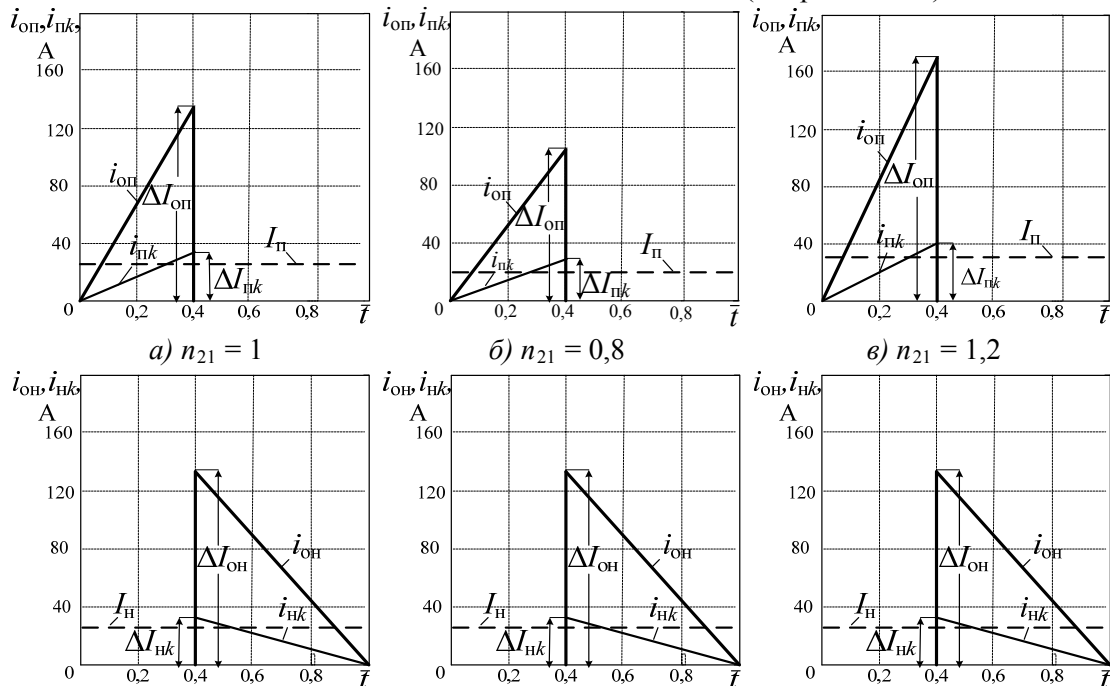 iоп, iпk,
А
160
120
80
40
0
0,2
0,4
0,6
0,8
t̅
iоп
ΔIоп
iпk
Iп
ΔIпk
а) n21 = 1
iоп, iпk,
А
160
120
80
40
0
0,2
0,4
0,6
0,8
t̅
iоп
ΔIоп
iпk
Iп
ΔIпk
б) n21 = 0,8
iоп, iпk,
А
160
120
80
40
0
0,2
0,4
0,6
0,8
t̅
iоп
ΔIоп
iпk
Iп
ΔIпk
в) n21 = 1,2
iон, iнk,
А
160
120
80
40
0
0,2
0,4
0,6
0,8
t̅
iон
ΔIон
Iн
iнk
ΔIнk
iон, iнk,
А
160
120
80
40
0
0,2
0,4
0,6
0,8
t̅
iон
ΔIон
Iн
iнk
ΔIнk
iон, iнk,
А
160
120
80
40
0
0,2
0,4
0,6
0,8
t̅
iон
ΔIон
Iн
iнk
ΔIнk